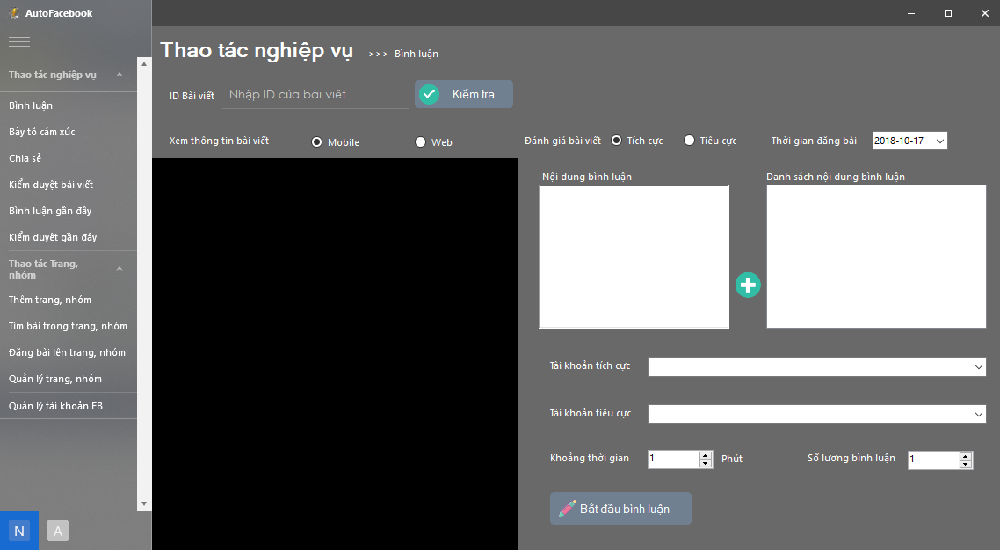 AutoFacebook
Thao tác nghiệp vụ
Bình luận
Bày tỏ cảm xúc
Chia sẻ
Kiểm duyệt bài viết
Bình luận gần đây
Kiểm duyệt gần đây
Thao tác Trang,
nhóm
Thêm trang, nhóm
Tìm bài trong trang, nhóm
Đăng bài lên trang, nhóm
Quản lý trang, nhóm
Quản lý tài khoản FB
N A
Thao tác nghiệp vụ >>> Bình luận
ID Bài viết Nhập ID của bài viết Kiểm tra
Xem thông tin bài viết Mobile Web Đánh giá bài viết Tích cực Tiêu cực Thời gian đăng bài 2018-10-17
Nội dung bình luận Danh sách nội dung bình luận
Tài khoản tích cực
Tài khoản tiêu cực
Khoảng thời gian 1 Phút Số lương bình luận 1
Bắt đầu bình luận